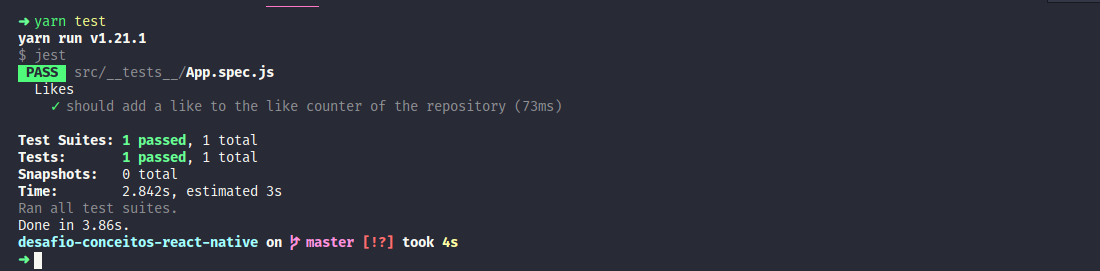 ➜ yarn test
yarn run v1.21.1
$ jest
PASS src/__tests__/App.spec.js
Likes
✓ should add a like to the like counter of the repository (73ms)
Test Suites: 1 passed, 1 total
Tests: 1 passed, 1 total
Snapshots: 0 total
Time: 2.842s, estimated 3s
Ran all test suites.
Done in 3.86s.
desafio-conceitos-react-native on master [!?] took 4s
➜